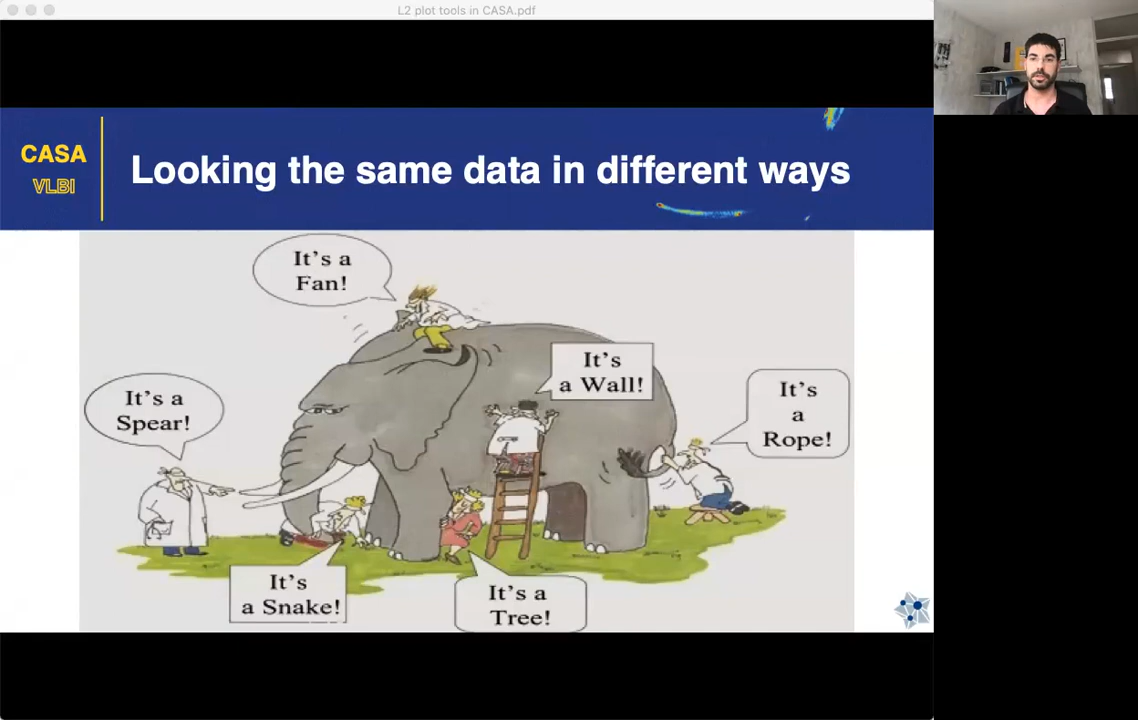 L2 plot tools in CASA.pdf
CASA
VLBI
Looking the same data in different ways
It's a
Fan!
It's
a Wall!
It's a
Spear!
It's
a
Rope!
It's
a Snake!
It's a
Tree!